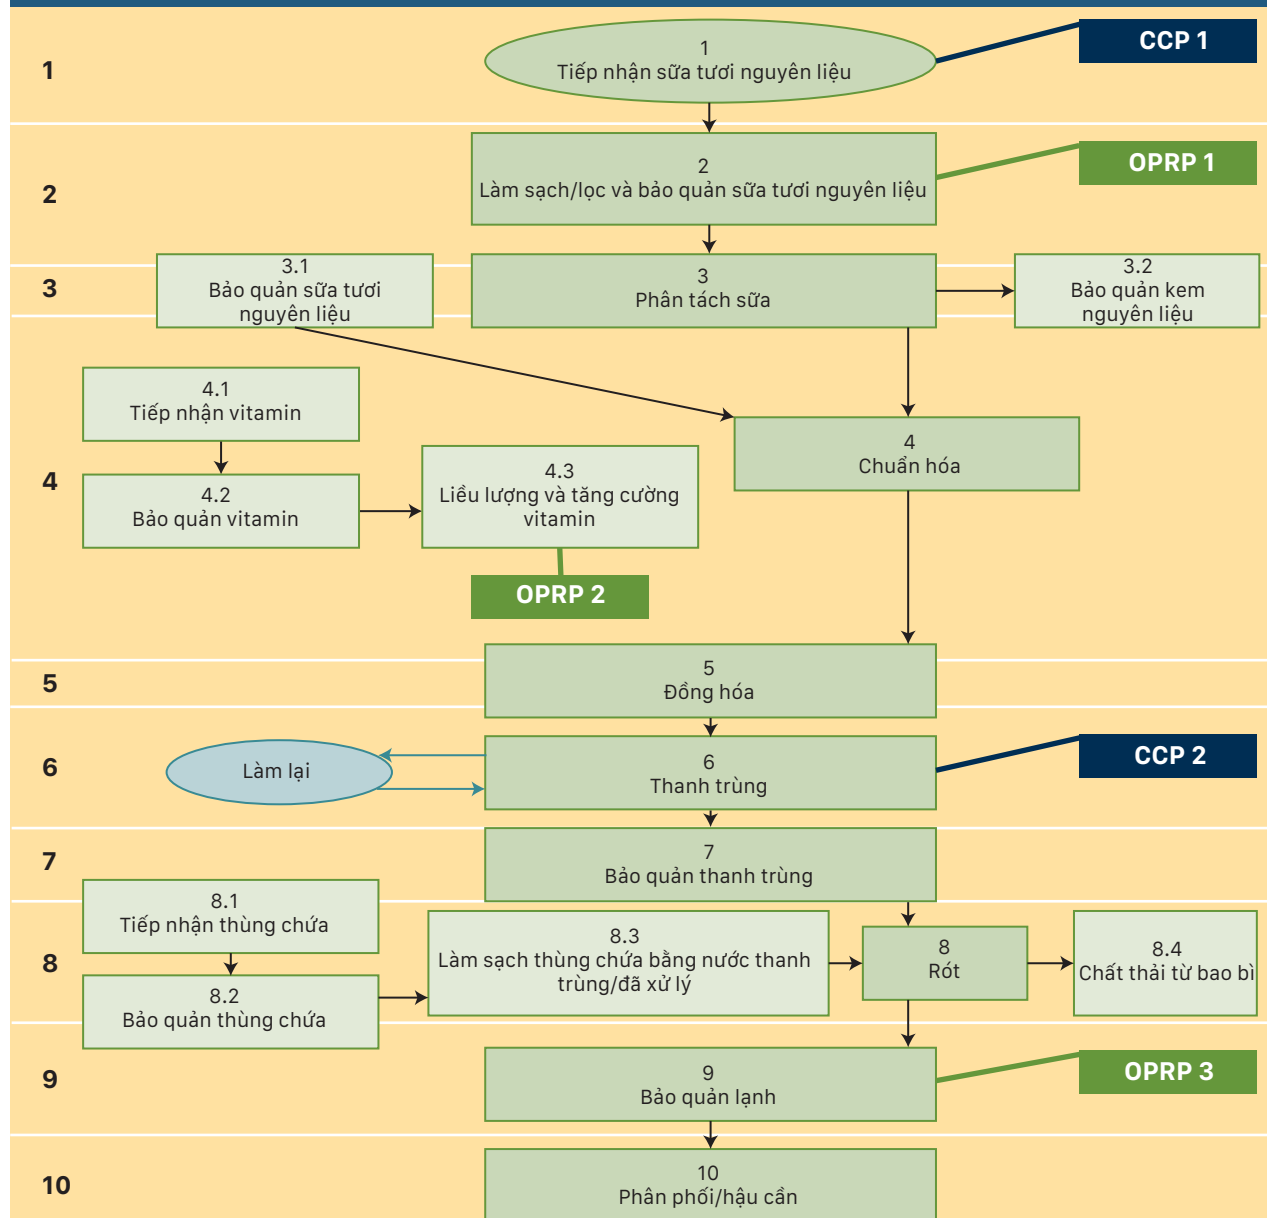 1
1
Tiếp nhận sữa tươi nguyên liệu
CCP 1
2
2
Làm sạch/lọc và bảo quản sữa tươi nguyên liệu
OPRP 1
3
3.1
Bảo quản sữa tươi
nguyên liệu
3
Phân tách sữa
3.2
Bảo quản kem
nguyên liệu
4
4.1
Tiếp nhận vitamin
4.2
Bảo quản vitamin
4.3
Liều lượng và tăng cường
vitamin
OPRP 2
4
Chuẩn hóa
5
5
Đồng hóa
6
Làm lại
6
Thanh trùng
CCP 2
7
7
Bảo quản thanh trùng
8
8.1
Tiếp nhận thùng chứa
8.2
Bảo quản thùng chứa
8.3
Làm sạch thùng chứa bằng nước thanh
trùng/đã xử lý
8
Rót
8.4
Chất thải từ bao bì
9
9
Bảo quản lạnh
OPRP 3
10
10
Phân phối/hậu cần